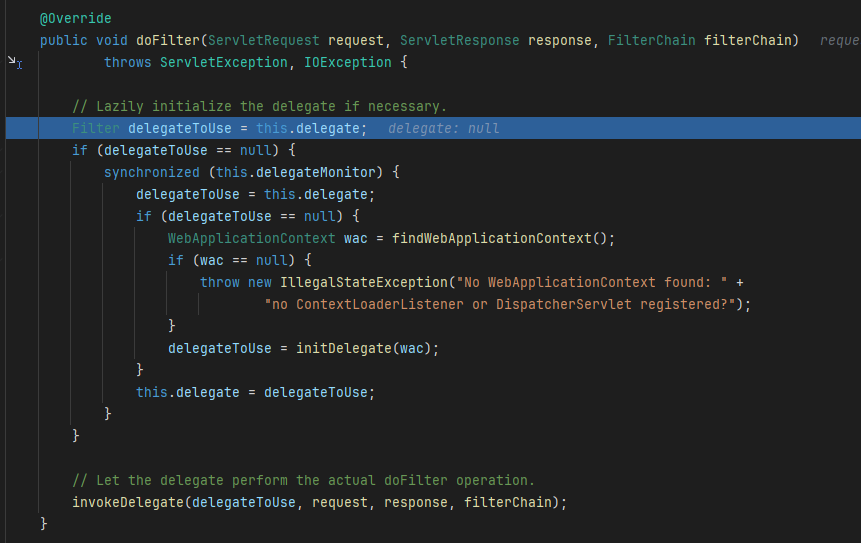 @Override
public void doFilter(ServletRequest request, ServletResponse response, FilterChain filterChain) reque
throws ServletException, IOException {
// Lazily initialize the delegate if necessary.
Filter delegateToUse = this.delegate; delegate: null
if (delegateToUse == null) {
synchronized (this.delegateMonitor) {
delegateToUse = this.delegate;
if (delegateToUse == null) {
WebApplicationContext wac = findWebApplicationContext();
if (wac == null) {
throw new IllegalStateException("No WebApplicationContext found: " +
"no ContextLoaderListener or DispatcherServlet registered?");
}
delegateToUse = initDelegate(wac);
}
this.delegate = delegateToUse;
}
}
// Let the delegate perform the actual doFilter operation.
invokeDelegate(delegateToUse, request, response, filterChain);
}